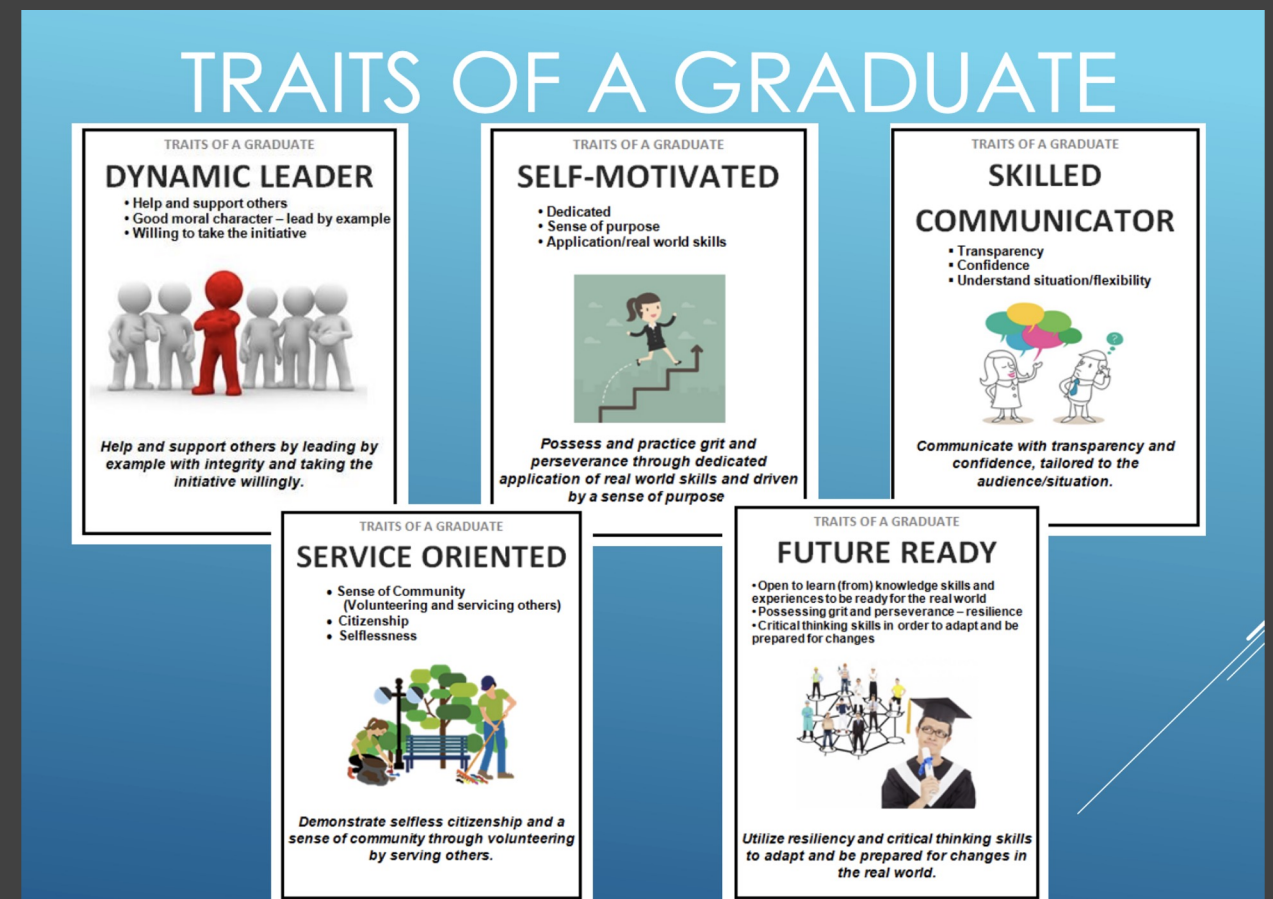 TRAITS OF A GRADUATE
TRAITS OF A GRADUATE
DYNAMIC LEADER
• Help and support others
• Good moral character – lead by example
• Willing to take the initiative
Help and support others by leading by
example with integrity and taking the
initiative willingly.
TRAITS OF A GRADUATE
SELF-MOTIVATED
• Dedicated
• Sense of purpose
• Application/real world skills
Possess and practice grit and
perseverance through dedicated
application of real world skills and driven
by a sense of purpose
TRAITS OF A GRADUATE
SKILLED
COMMUNICATOR
▪ Transparency
▪ Confidence
▪ Understand situation/flexibility
?
Communicate with transparency and
confidence, tailored to the
audience/situation.
TRAITS OF A GRADUATE
SERVICE ORIENTED
• Sense of Community
(Volunteering and servicing others)
• Citizenship
• Selflessness
Demonstrate selfless citizenship and a
sense of community through volunteering
by serving others.
TRAITS OF A GRADUATE
FUTURE READY
• Open to learn (from) knowledge skills and
experiences to be ready for the real world
• Possessing grit and perseverance – resilience
• Critical thinking skills in order to adapt and be
prepared for changes
Utilize resiliency and critical thinking skills
to adapt and be prepared for changes in
the real world.